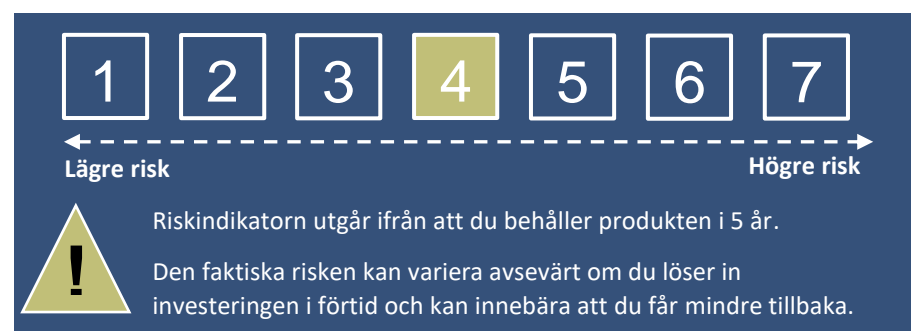 1 2 3 4 5 6 7
Lägre risk Högre risk
!
Riskindikatorn utgår ifrån att du behåller produkten i 5 år.
Den faktiska risken kan variera avsevärt om du löser in
investeringen i förtid och kan innebära att du får mindre tillbaka.